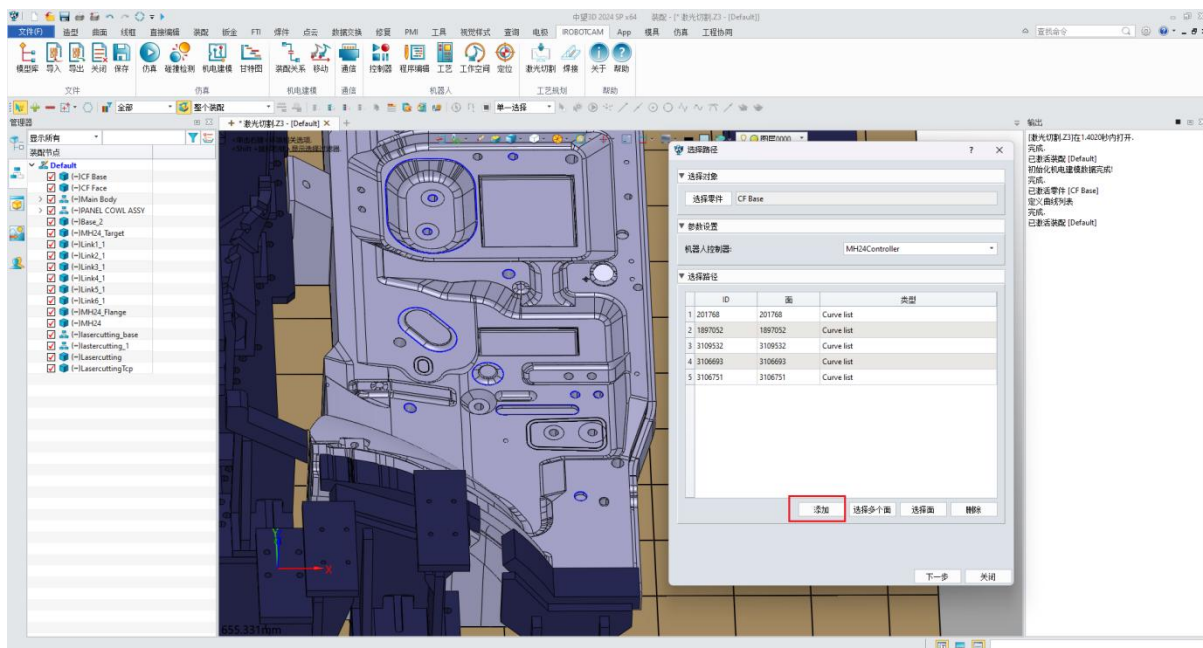 中望3D 2024 SP x64 装配 - [* 激光切割.Z3 - [Default]]
文件(F) 造型 曲面 线框 直接编辑 装配 钣金 FTI 焊件 点云 数据交换 修复 PMI 工具 视觉样式 查询 电极 IROBOTCAM App 模具 仿真 工程协同
查找命令
模型库 导入 导出 关闭 保存 仿真 碰撞检测 机电建模 甘特图 装配关系 移动 通信 控制器 程序编辑 工艺 工作空间 定位 激光切割 焊接 关于 帮助
文件 仿真 机电建模 通信 机器人 工艺规划 帮助
全部 整个装配 单一选择
管理器
+ * 激光切割.Z3 - [Default] ✕ +
输出
显示所有
装配节点
Default
(-)CF Base
(-)CF Face
(-)Main Body
(-)PANEL COWL ASSY
(-)Base_2
(-)MH24_Target
(-)Link1_1
(-)Link2_1
(-)Link3_1
(-)Link4_1
(-)Link5_1
(-)Link6_1
(-)MH24_Flange
(-)MH24
(-)lasercutting_base
(-)lastercutting_1
(-)Lasercutting
(-)LasercuttingTcp
图层0000
Y
X
655.331mm
选择路径 ? ✕
选择对象
选择零件 CF Base
参数设置
机器人控制器: MH24Controller
选择路径
ID 面 类型
1 201768 201768 Curve list
2 1897052 1897052 Curve list
3 3109532 3109532 Curve list
4 3106693 3106693 Curve list
5 3106751 3106751 Curve list
添加 选择多个面 选择面 删除
下一步 关闭
[激光切割.Z3]在1.4020秒内打开.
完成.
已激活装配 [Default]
初始化机电建模数据完成!
完成.
已激活零件 [CF Base]
定义曲线列表
完成.
已激活装配 [Default]